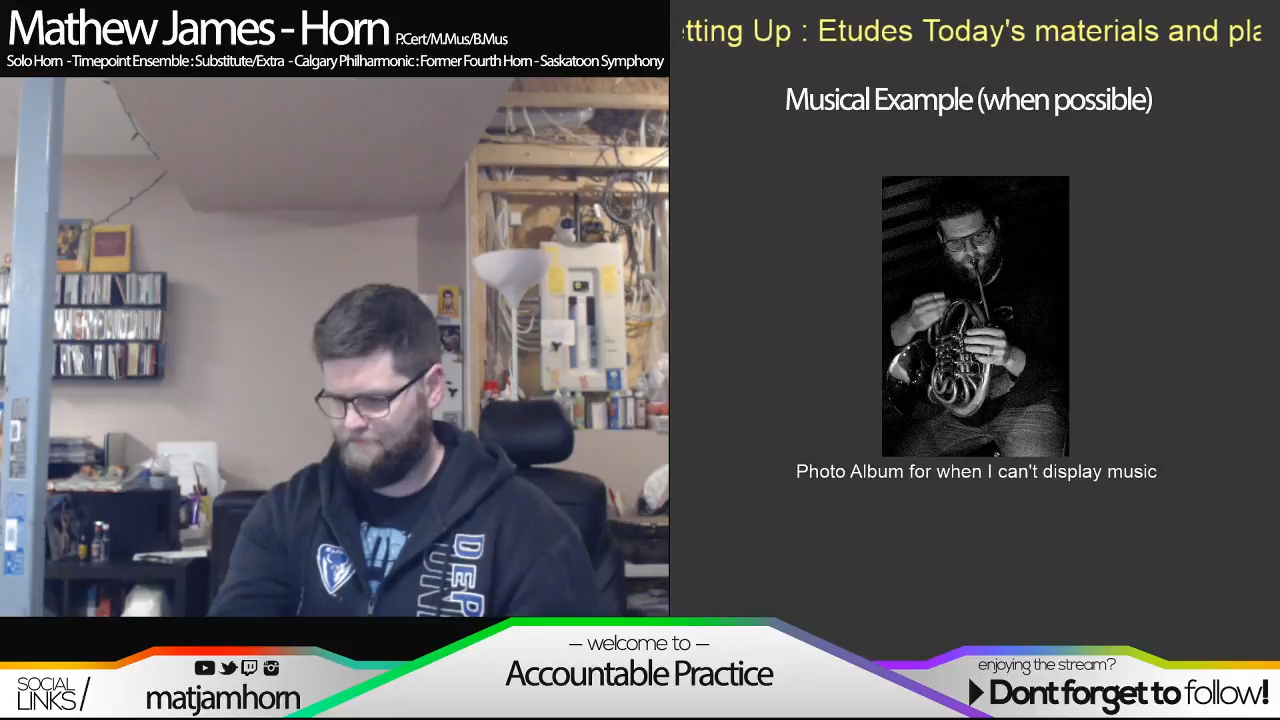 Mathew James - Horn P.Cert/M.Mus/B.Mus
Solo Horn - Timepoint Ensemble : Substitute/Extra - Calgary Philharmonic : Former Fourth Horn - Saskatoon Symphony
etting Up : Etudes Today's materials and pla
Musical Example (when possible)
Photo Album for when I can't display music
DEP
– welcome to –
Accountable Practice
SOCIAL
LINKS
matjamhorn
enjoying the stream?
Dont forget to follow!